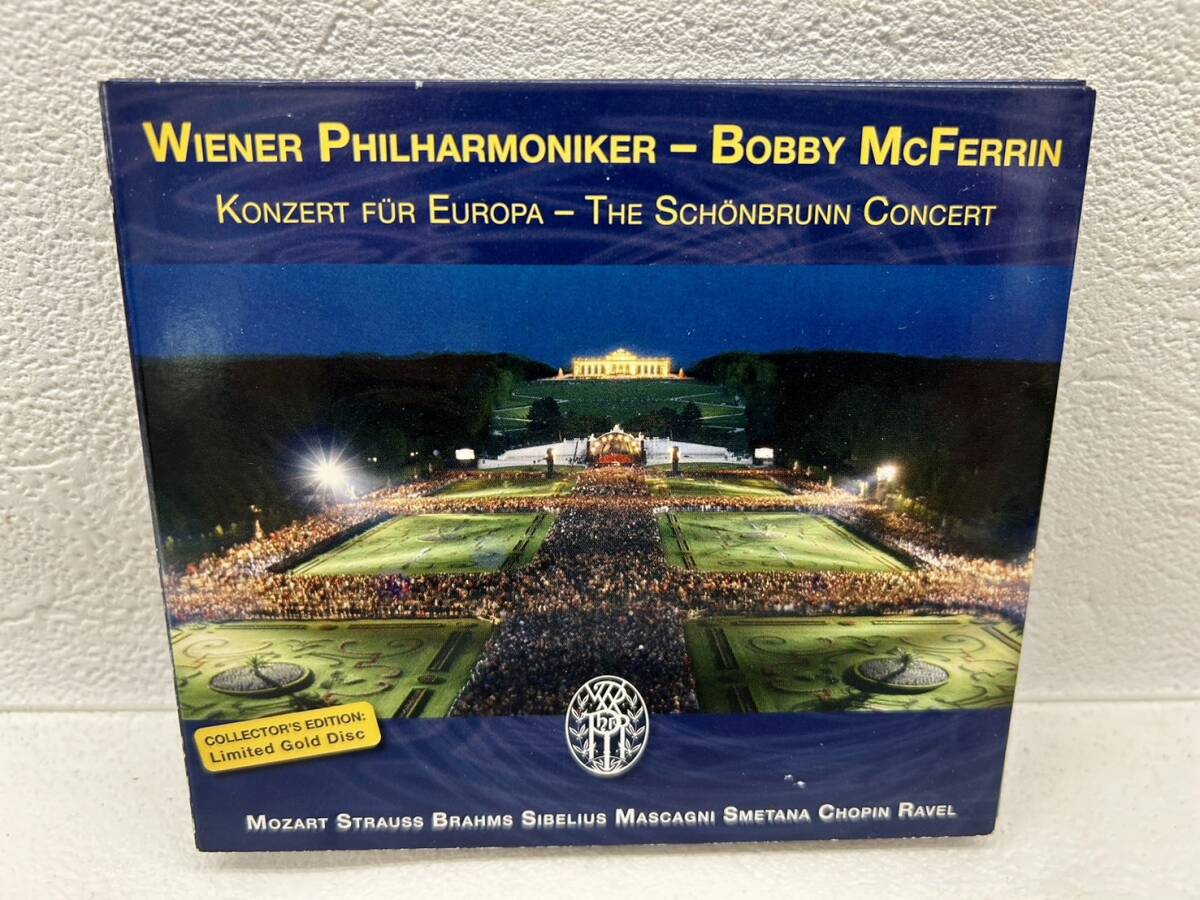 WIENER PHILHARMONIKER – BOBBY MCFERRIN
KONZERT FÜR EUROPA – THE SCHÖNBRUNN CONCERT
COLLECTOR'S EDITION:
Limited Gold Disc
MOZART STRAUSS BRAHMS SIBELIUS MASCAGNI SMETANA CHOPIN RAVEL